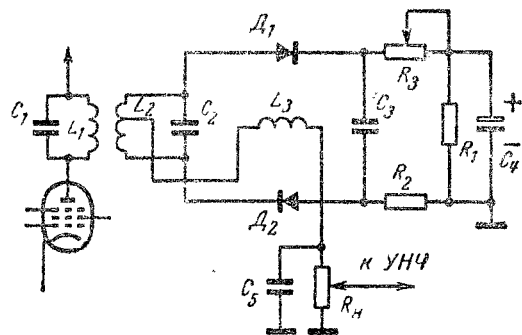 Д₁
C₁
L₁
L₂
C₂
L₃
C₃
R₃
+
R₁
−
C₄
R₂
Д₂
C₅
Rн
к УНЧ